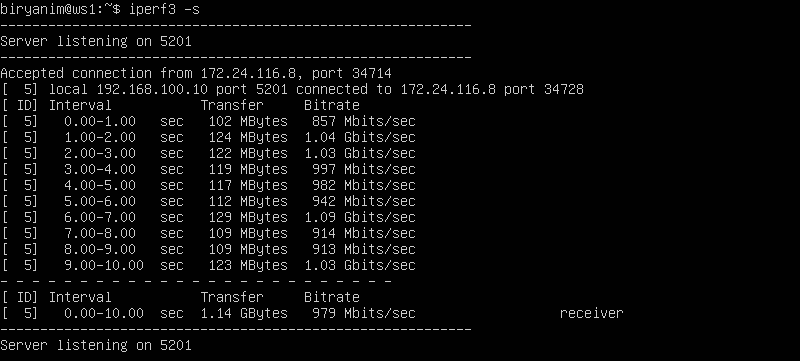 biryanim@ws1:~$ iperf3 -s
-----------------------------------------------------------
Server listening on 5201
-----------------------------------------------------------
Accepted connection from 172.24.116.8, port 34714
[  5] local 192.168.100.10 port 5201 connected to 172.24.116.8 port 34728
[ ID] Interval           Transfer     Bitrate
[  5]   0.00-1.00   sec   102 MBytes   857 Mbits/sec
[  5]   1.00-2.00   sec   124 MBytes  1.04 Gbits/sec
[  5]   2.00-3.00   sec   122 MBytes  1.03 Gbits/sec
[  5]   3.00-4.00   sec   119 MBytes   997 Mbits/sec
[  5]   4.00-5.00   sec   117 MBytes   982 Mbits/sec
[  5]   5.00-6.00   sec   112 MBytes   942 Mbits/sec
[  5]   6.00-7.00   sec   129 MBytes  1.09 Gbits/sec
[  5]   7.00-8.00   sec   109 MBytes   914 Mbits/sec
[  5]   8.00-9.00   sec   109 MBytes   913 Mbits/sec
[  5]   9.00-10.00  sec   123 MBytes  1.03 Gbits/sec
- - - - - - - - - - - - - - - - - - - - - - - - -
[ ID] Interval           Transfer     Bitrate
[  5]   0.00-10.00  sec  1.14 GBytes   979 Mbits/sec                  receiver
-----------------------------------------------------------
Server listening on 5201